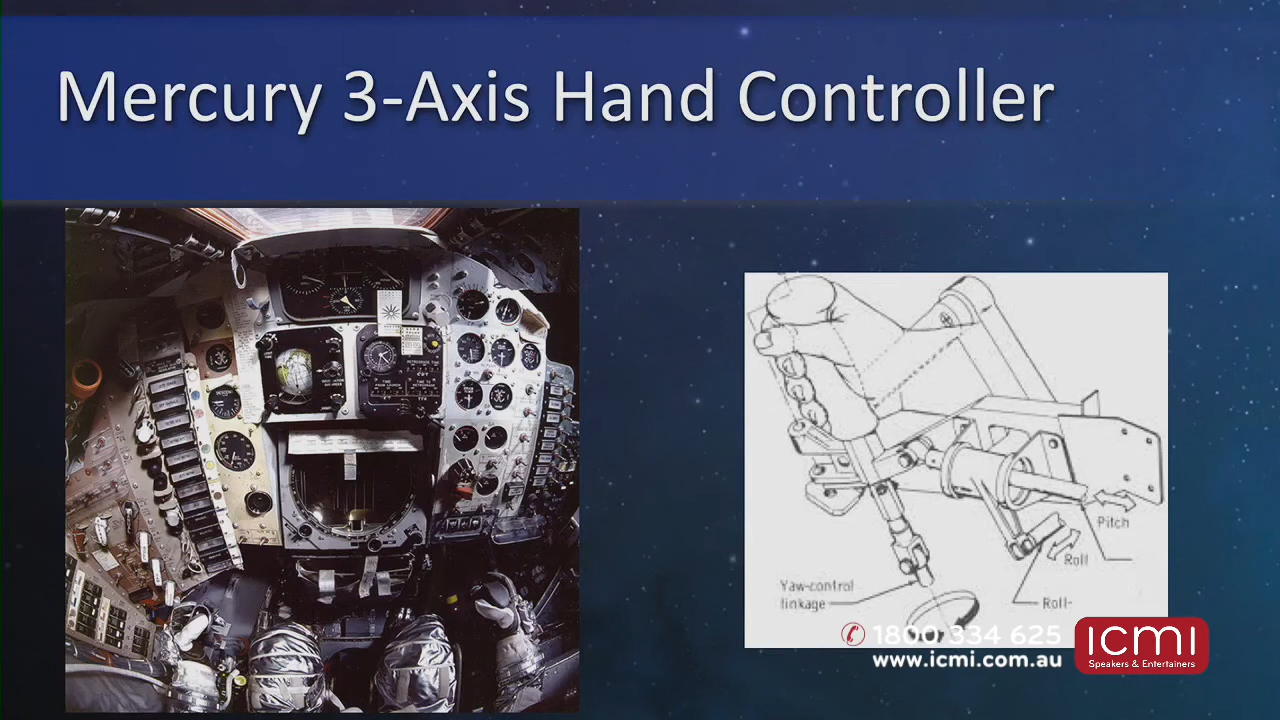 Mercury 3-Axis Hand Controller
Pitch
Roll
Yaw-control
linkage
Roll-
1800 334 625
www.icmi.com.au
icmi
Speakers & Entertainers